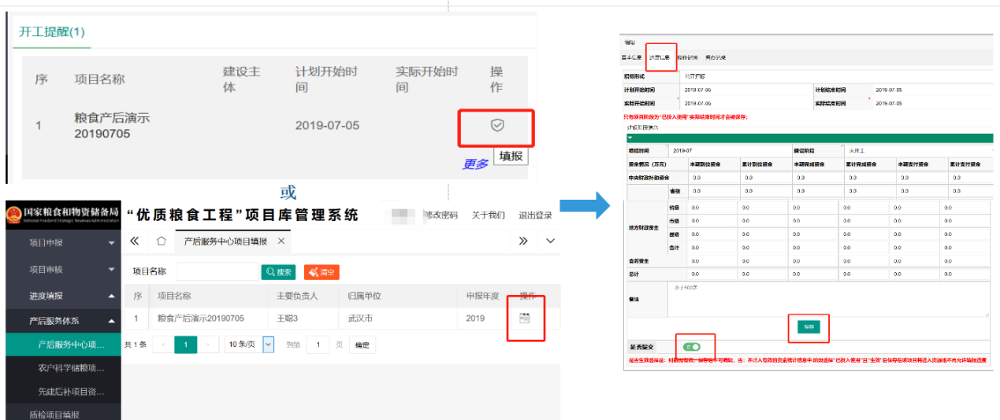 开工提醒(1)
序 项目名称 建设主体 计划开始时间 实际开始时间 操作
1 粮食产后演示20190705 2019-07-05
更多 填报
或
国家粮食和物资储备局 “优质粮食工程”项目库管理系统 修改密码 关于我们 退出登录
National Food and Strategic Reserves Administration
项目申报
产后服务中心项目填报
项目审核
项目名称 搜索 清空
进度填报
序 项目名称 主要负责人 归属单位 申报年度 操作
产后服务体系
1 粮食产后演示20190705 王聪3 武汉市 2019
产后服务中心项...
共 1 条 < 1 > 10 条/页 到第 1 页 确定
农户科学储粮项...
先建后补项目资...
质检项目填报
编辑
基本信息 进度信息 操作记录
招标形式 公开招标
计划开始时间 2019-07-05 计划结束时间 2019-07-05
实际开始时间 2019-07-05 实际结束时间 2019-07-05
只有项目阶段为“已投入使用”实际结束时间才会被保存;
填报时间 2019-07 建设阶段 未开工
资金情况（万元） 本期到位资金 累计到位资金 本期完成资金 累计完成资金 本期支付资金 累计支付资金
中央财政补助资金 0.0 0.0 0.0 0.0 0.0 0.0
省级 0.0 0.0 0.0 0.0 0.0 0.0
地方财政资金
省级 0.0 0.0 0.0 0.0 0.0 0.0
市级 0.0 0.0 0.0 0.0 0.0 0.0
县级 0.0 0.0 0.0 0.0 0.0 0.0
合计 0.0 0.0 0.0 0.0 0.0 0.0
自筹资金 0.0 0.0 0.0 0.0 0.0 0.0
总计 0.0 0.0 0.0 0.0 0.0 0.0
备注 小于500字
保存
是否提交